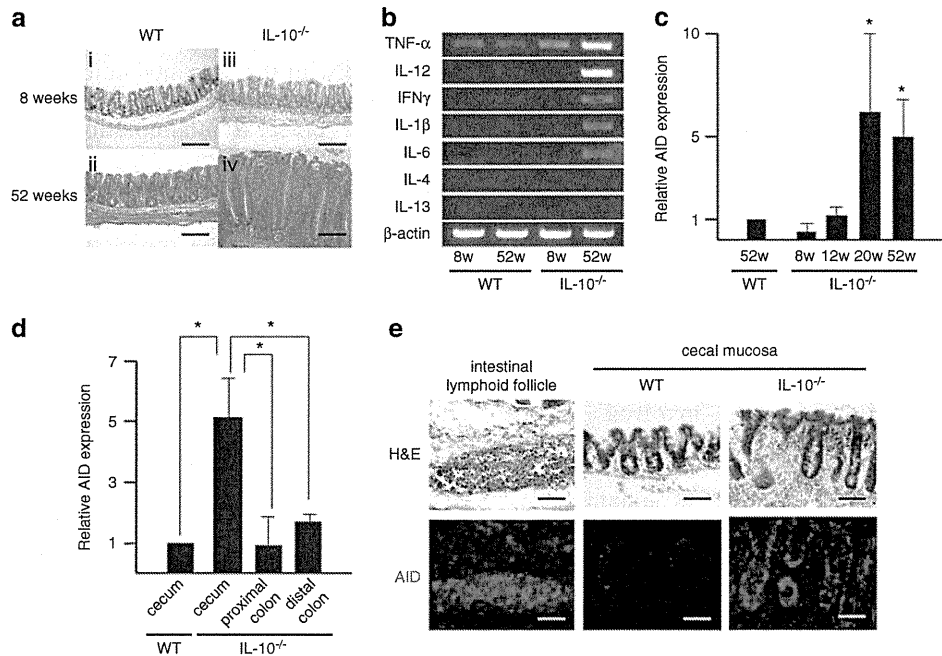 a
WT
IL-10-/-
i
iii
8 weeks
ii
iv
52 weeks
b
TNF-α
IL-12
IFNγ
IL-1β
IL-6
IL-4
IL-13
β-actin
8w 52w 8w 52w
WT IL-10-/-
c
Relative AID expression
10
5
1
* *
52w 8w 12w 20w 52w
WT IL-10-/-
d
Relative AID expression
7
5
3
1
* * *
cecum cecum proximal colon distal colon
WT IL-10-/-
e
intestinal
lymphoid follicle
cecal mucosa
WT IL-10-/-
H&E
AID